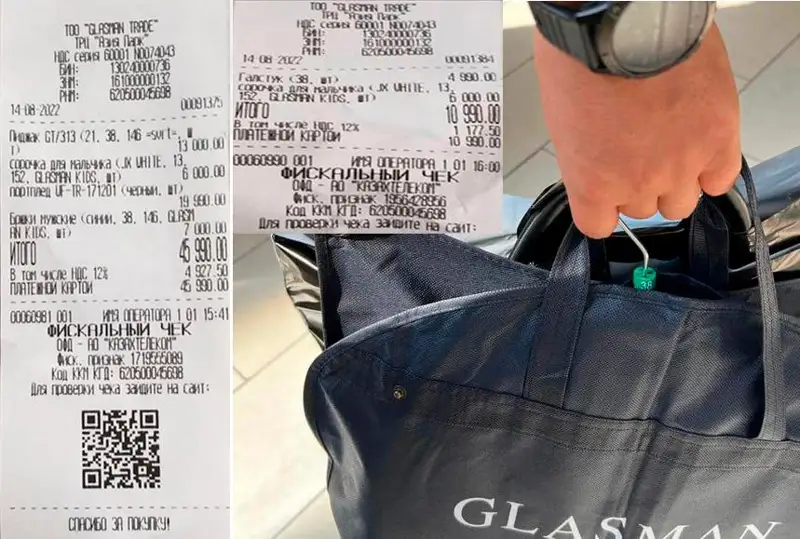 ТОО "GLASMAN TRADE"
ТРЦ "Азия Парк"
НДС серия 60001 N0074043
БИН: 130240000736
ЗНМ: 161000000132
РНМ: 620500045698
14-08-2022 00091375
Пиджак GT/313 (21, 38, 146 =svrt=, ш
т) 13 000.00
сорочка для мальчика (JX WHITE, 13,
152, GLASMAN KIDS, шт) 6 000.00
портплед UF-TR-171201 (черный, шт)
19 990.00
Брюки мужские (синии, 38, 146, GLASM
AN KIDS, шт) 7 000.00
ИТОГО 45 990.00
В том числе НДС 12% 4 927.50
ПЛАТЕЖНОЙ КАРТОЙ 45 990.00
00060981 001 ИМЯ ОПЕРАТОРА 1 01 15:41
ФИСКАЛЬНЫЙ ЧЕК
ОФД - АО "КАЗАХТЕЛЕКОМ"
Фиск. признак 1719555089
Код ККМ КГД: 620500045698
Для проверки чека зайдите на сайт:
СПАСИБО ЗА ПОКУПКУ!
ТОО "GLASMAN TRADE"
ТРЦ "Азия Парк"
НДС серия 60001 N0074043
БИН: 130240000736
ЗНМ: 161000000132
РНМ: 620500045698
14-08-2022 00091384
Галстук (38, шт) 4 990.00
сорочка для мальчика (JX WHITE, 13,
152, GLASMAN KIDS, шт) 6 000.00
ИТОГО 10 990.00
В том числе НДС 12% 1 177.50
ПЛАТЕЖНОЙ КАРТОЙ 10 990.00
00060990 001 ИМЯ ОПЕРАТОРА 1 01 16:00
ФИСКАЛЬНЫЙ ЧЕК
ОФД - АО "КАЗАХТЕЛЕКОМ"
Фиск. признак 1956428956
Код ККМ КГД: 620500045698
Для проверки чека зайдите на сайт:
38
GLASMAN